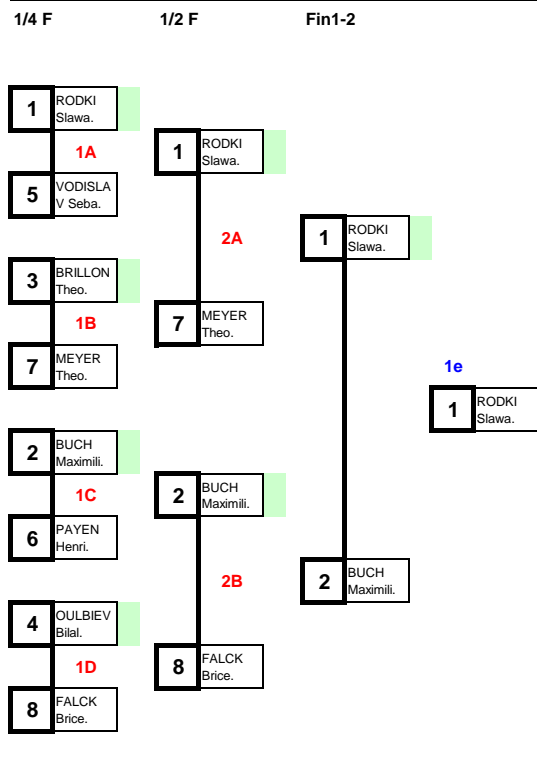 1/4 F
1/2 F
Fin1-2
1
RODKI
Slawa.
1A
5
VODISLA
V Seba.
3
BRILLON
Theo.
1B
7
MEYER
Theo.
2
BUCH
Maximili.
1C
6
PAYEN
Henri.
4
OULBIEV
Bilal.
1D
8
FALCK
Brice.
1
RODKI
Slawa.
2A
7
MEYER
Theo.
2
BUCH
Maximili.
2B
8
FALCK
Brice.
1
RODKI
Slawa.
2
BUCH
Maximili.
1e
1
RODKI
Slawa.